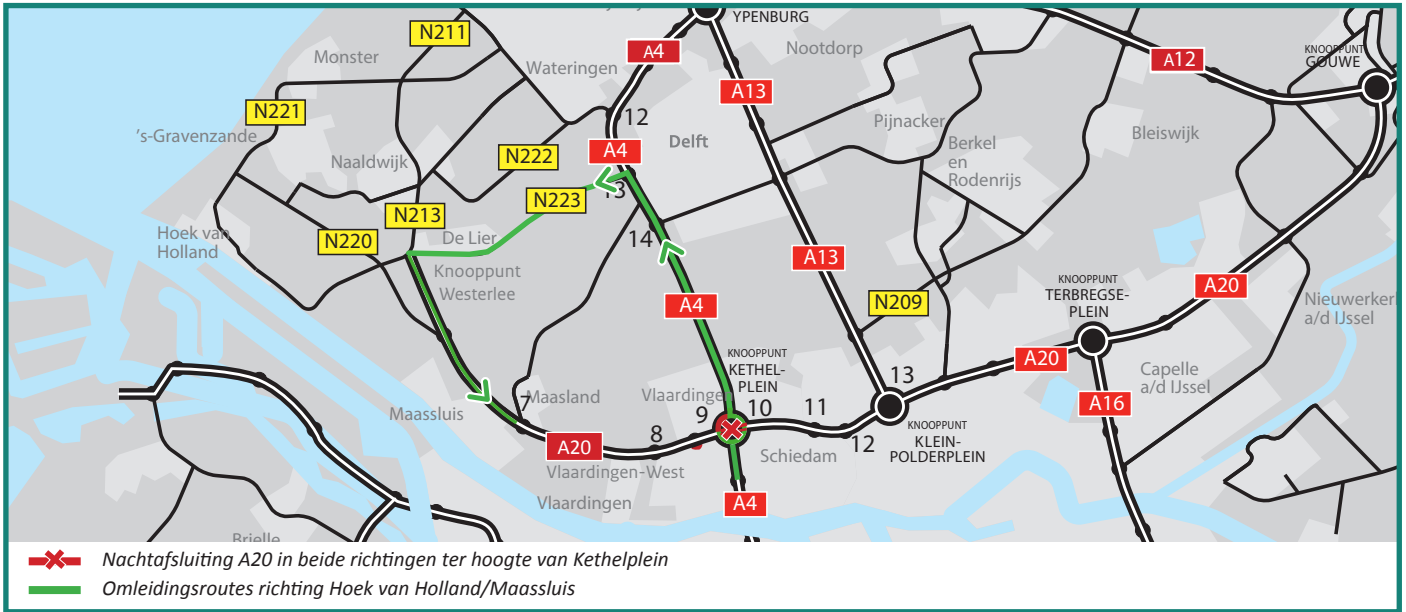 YPENBURG
N211
Monster
A4
Nootdorp
KNOOPPUNT
GOUWE
A12
Wateringen
A13
N221
12
Pijnacker
's-Gravenzande
Delft
Bleiswijk
Berkel
en
Rodenrijs
N222
A4
Naaldwijk
13
N223
N213
Hoek van
Holland
N220
De Lier
14
A13
Knooppunt
Westerlee
KNOOPPUNT
TERBREGSE-
PLEIN
A20
N209
A4
Nieuwerker
a/d IJssel
KNOOPPUNT
KETHEL-
PLEIN
A20
Capelle
a/d IJssel
13
Maasland
Vlaardinge
A16
Maassluis
7
9
10
11
12
KNOOPPUNT
KLEIN-
POLDERPLEIN
8
A20
Schiedam
Vlaardingen-West
Vlaardingen
A4
Brielle
Nachtafsluiting A20 in beide richtingen ter hoogte van Kethelplein
Omleidingsroutes richting Hoek van Holland/Maassluis